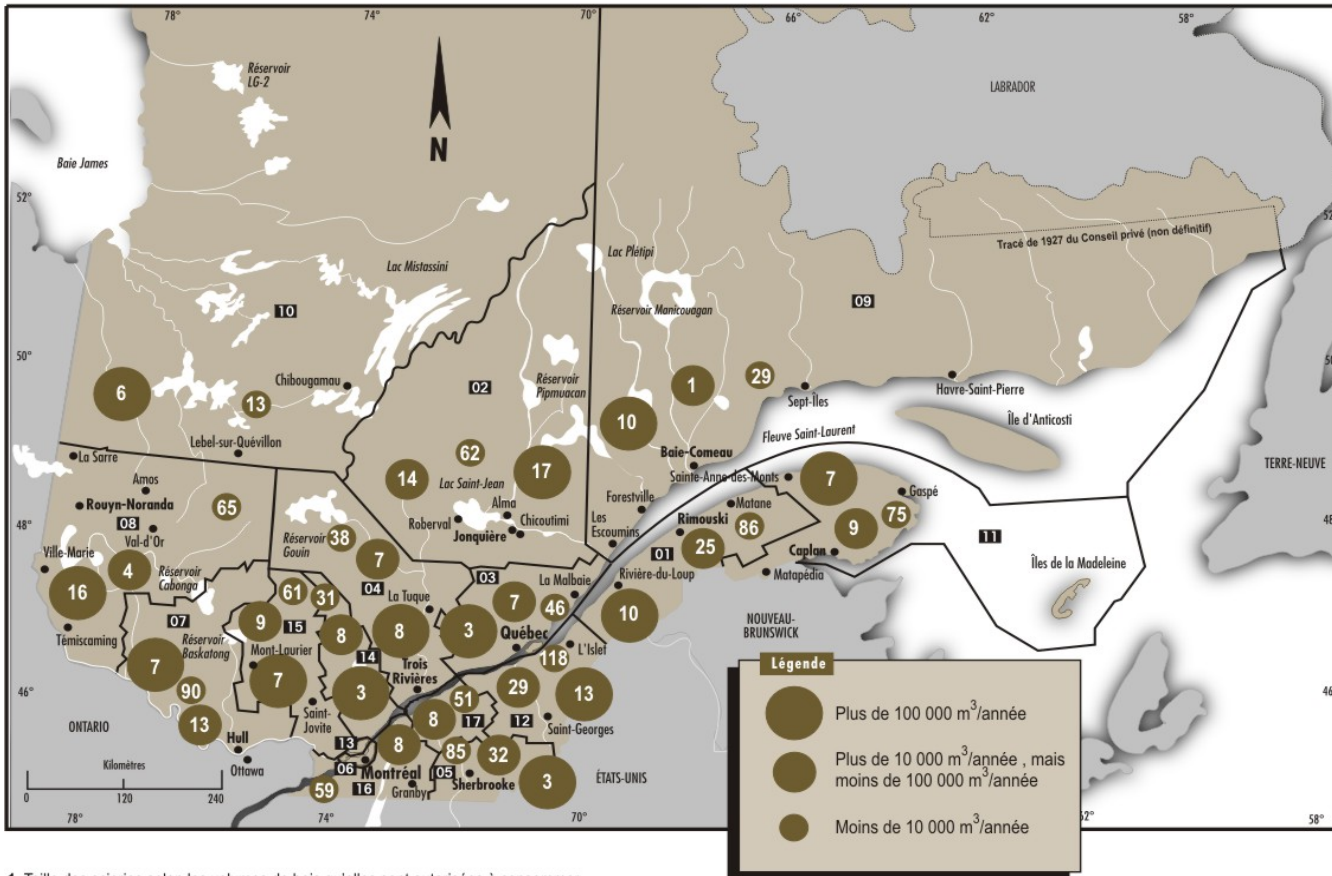 78°
74°
70°
66°
62°
58°
Réservoir
LG-2
LABRADOR
N
Baie James
52°
52°
Tracé de 1927 du Conseil privé (non définitif)
Lac Plétipi
Lac Mistassini
Réservoir Manicouagan
09
10
50°
50°
Chibougamau
02
Réservoir
Pipmuacan
6
13
1
29
Sept-Îles
Havre-Saint-Pierre
Île d'Anticosti
10
Lebel-sur-Quévillon
La Sarre
62
17
14
Lac Saint-Jean
Fleuve Saint-Laurent
Baie-Comeau
Sainte-Anne-des-Monts
7
TERRE-NEUVE
Amos
Rouyn-Noranda
65
Alma
Roberval
Chicoutimi
Jonquière
Forestville
Les
Escoumins
Matane
Gaspé
75
48°
48°
08
Val-d'Or
38
Réservoir
Gouin
7
Rimouski
86
9
25
01
Caplan
11
Ville-Marie
4
16
Réservoir
Cabonga
04
03
La Malbaie
Rivière-du-Loup
Matapédia
Îles de la Madeleine
61
31
La Tuque
7
46
10
Témiscaming
07
9
15
8
8
3
Québec
NOUVEAU-
BRUNSWICK
Réservoir
Baskatong
7
Mont-Laurier
14
Trois
Rivières
118
L'Islet
46°
46°
90
7
3
51
29
13
13
Saint-
Jovite
8
17
12
Saint-Georges
ONTARIO
Hull
Ottawa
13
8
85
32
06
Montréal
05
Sherbrooke
3
ÉTATS-UNIS
59
16
Granby
Kilomètres
0
120
240
78°
74°
70°
62°
58°
Légende
Plus de 100 000 m³/année
Plus de 10 000 m³/année , mais
moins de 100 000 m³/année
Moins de 10 000 m³/année